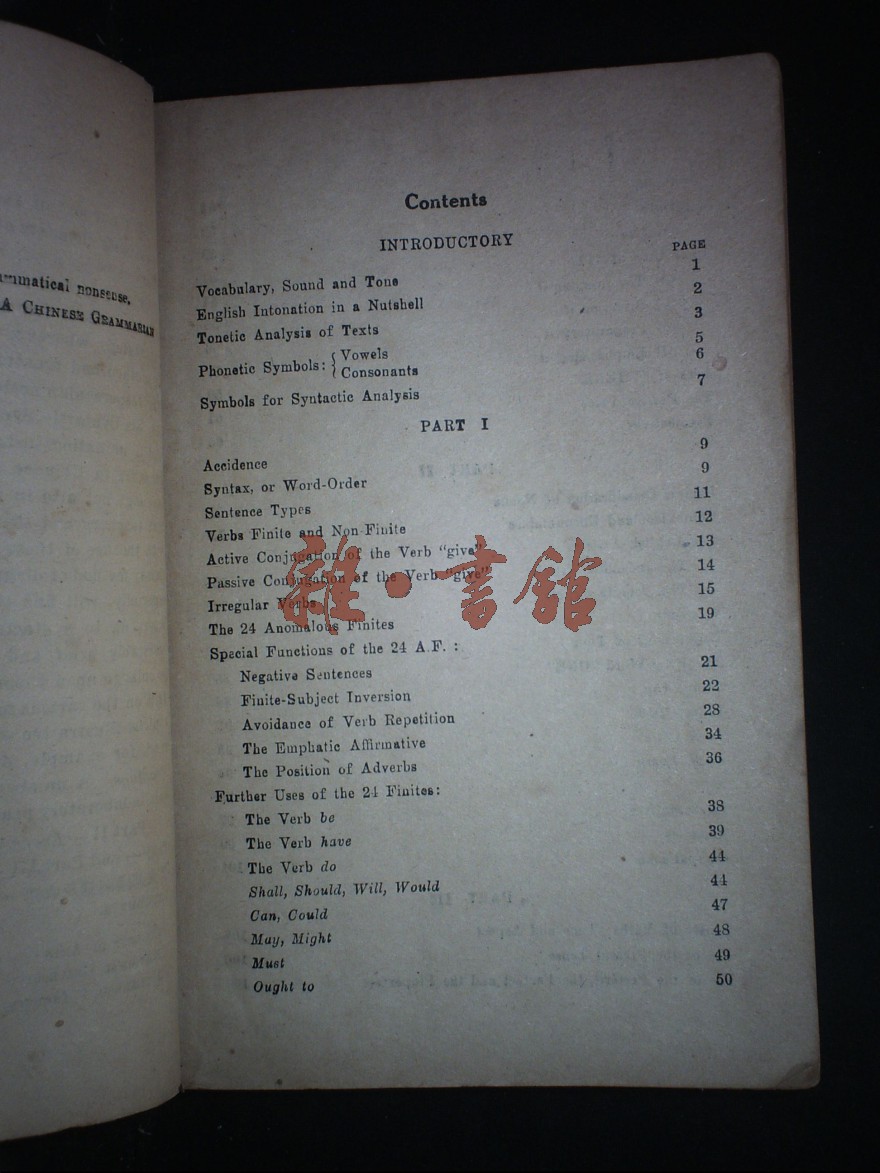 nonsense,
A CHINESE GRAMMARIAN
Contents
INTRODUCTORY
PAGE
Vocabulary, Sound and Tone 1
English Intonation in a Nutshell 2
Tonetic Analysis of Texts 3
Phonetic Symbols: { Vowels 5
Consonants 6
Symbols for Syntactic Analysis 7
PART I
Accidence 9
Syntax, or Word-Order 9
Sentence Types 11
Verbs Finite and Non-Finite 12
Active Conjugation of the Verb "give" 13
Passive Conjugation of the Verb "give" 14
Irregular Verbs 15
The 24 Anomalous Finites 19
Special Functions of the 24 A.F. :
Negative Sentences 21
Finite-Subject Inversion 22
Avoidance of Verb Repetition 28
The Emphatic Affirmative 34
The Position of Adverbs 36
Further Uses of the 24 Finites:
The Verb be 38
The Verb have 39
The Verb do 44
Shall, Should, Will, Would 44
Can, Could 47
May, Might 48
Must 49
Ought to 50
雜·書館